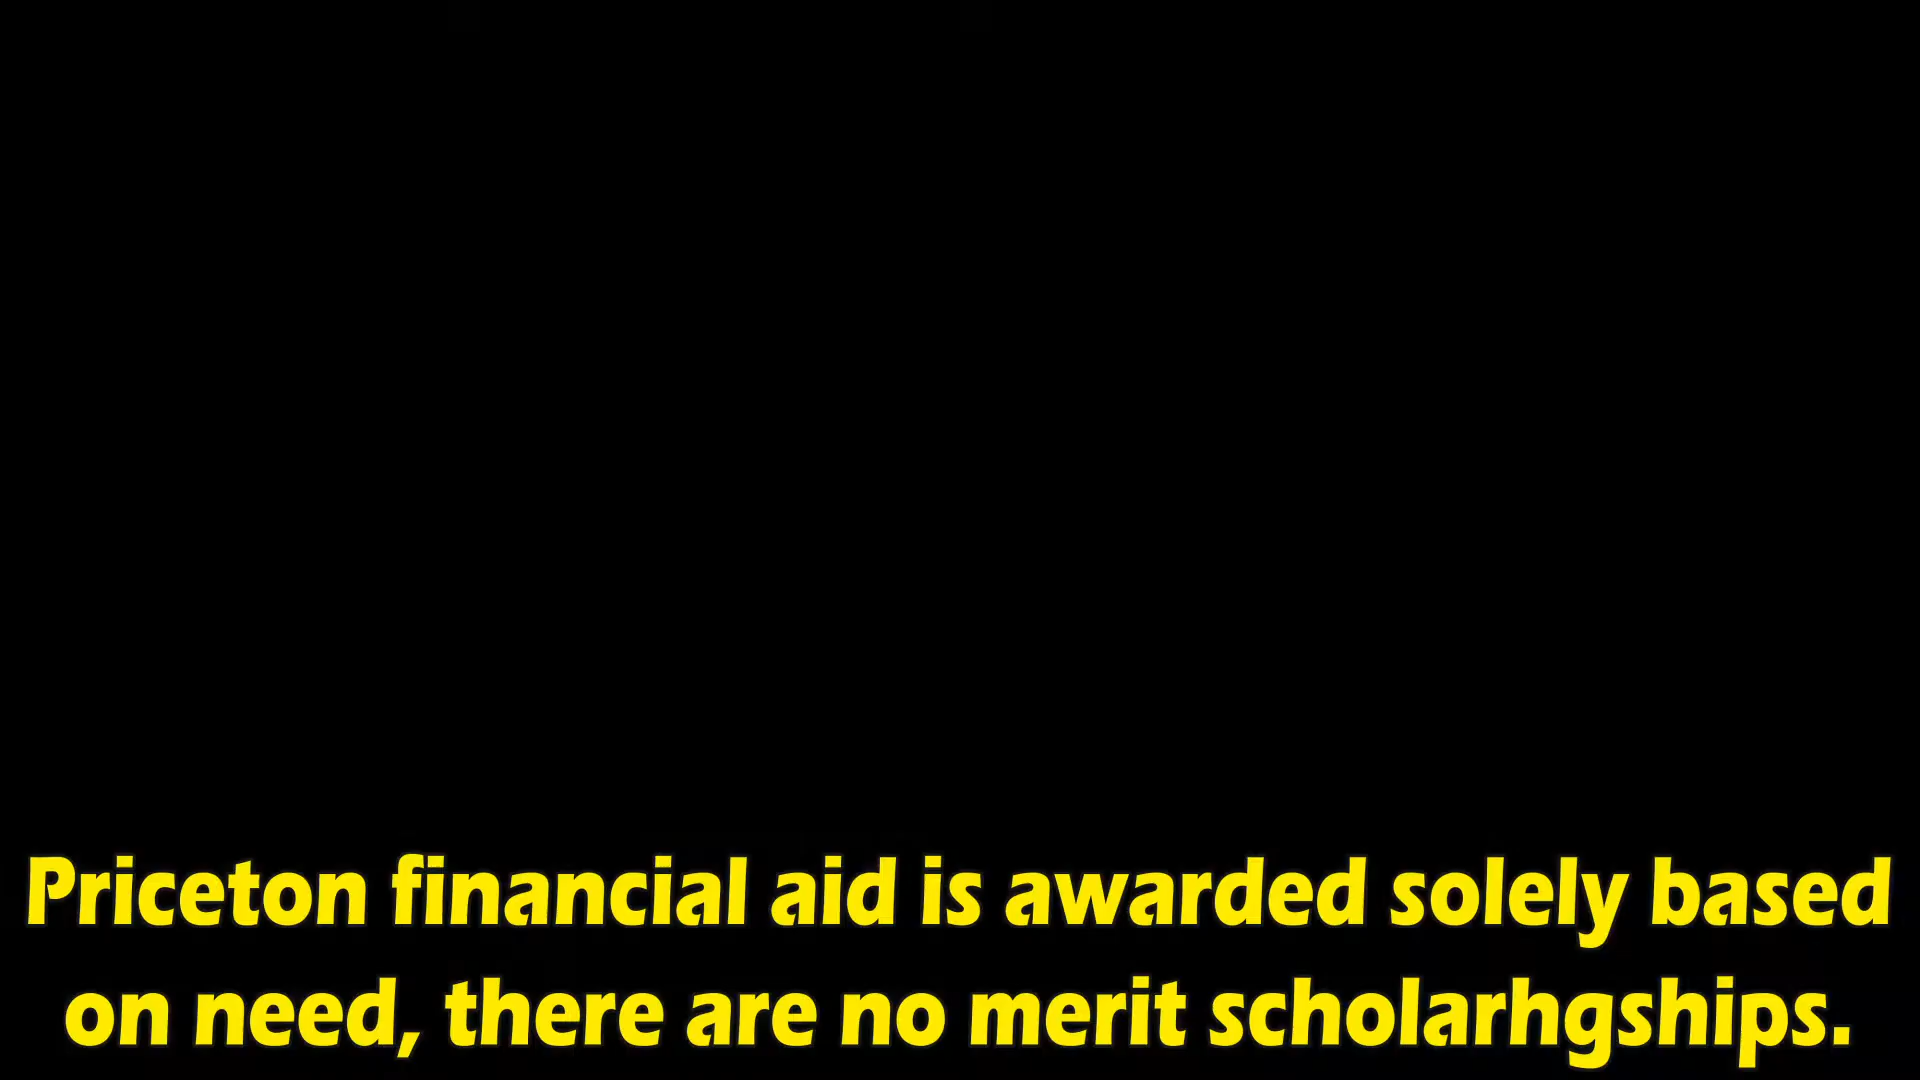 Priceton financial aid is awarded solely based
on need, there are no merit scholarhgships.